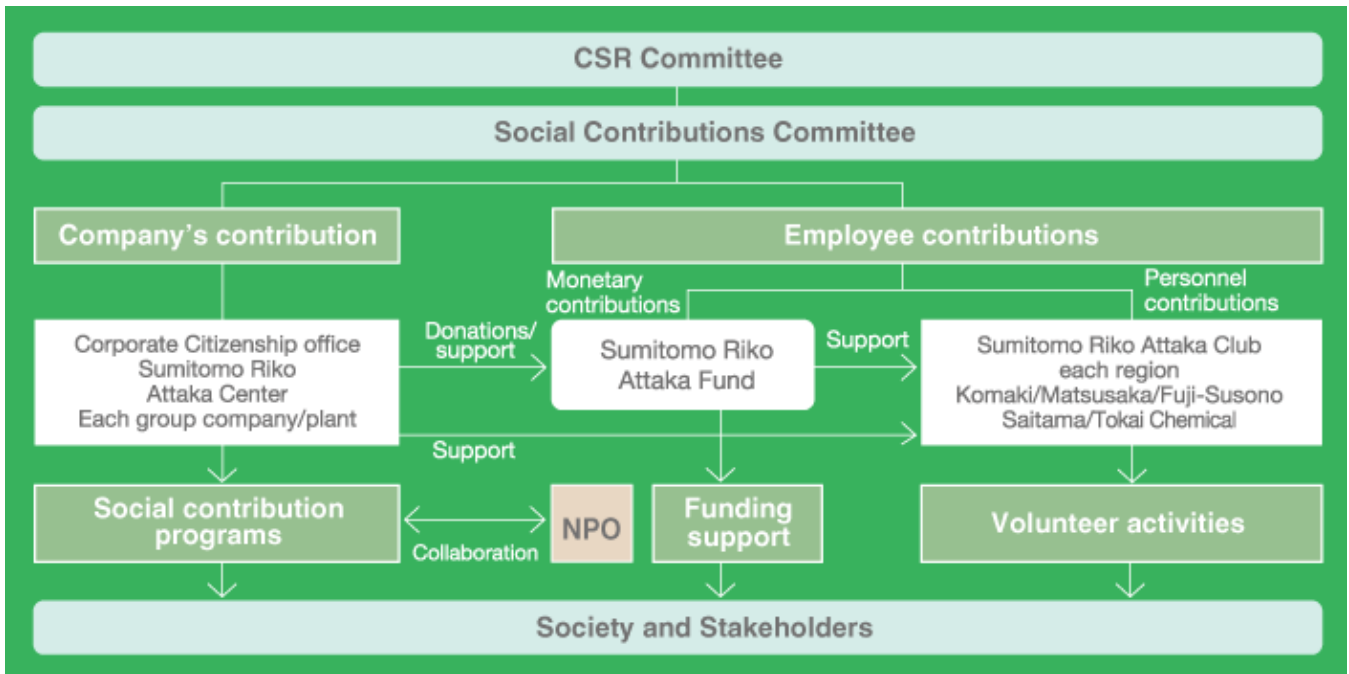 CSR Committee
Social Contributions Committee
Company's contribution
Employee contributions
Monetary
contributions
Personnel
contributions
Corporate Citizenship office
Sumitomo Riko
Attaka Center
Each group company/plant
Donations/
support
Sumitomo Riko
Attaka Fund
Support
Sumitomo Riko Attaka Club
each region
Komaki/Matsusaka/Fuji-Susono
Saitama/Tokai Chemical
Support
Social contribution
programs
Collaboration
NPO
Funding
support
Volunteer activities
Society and Stakeholders